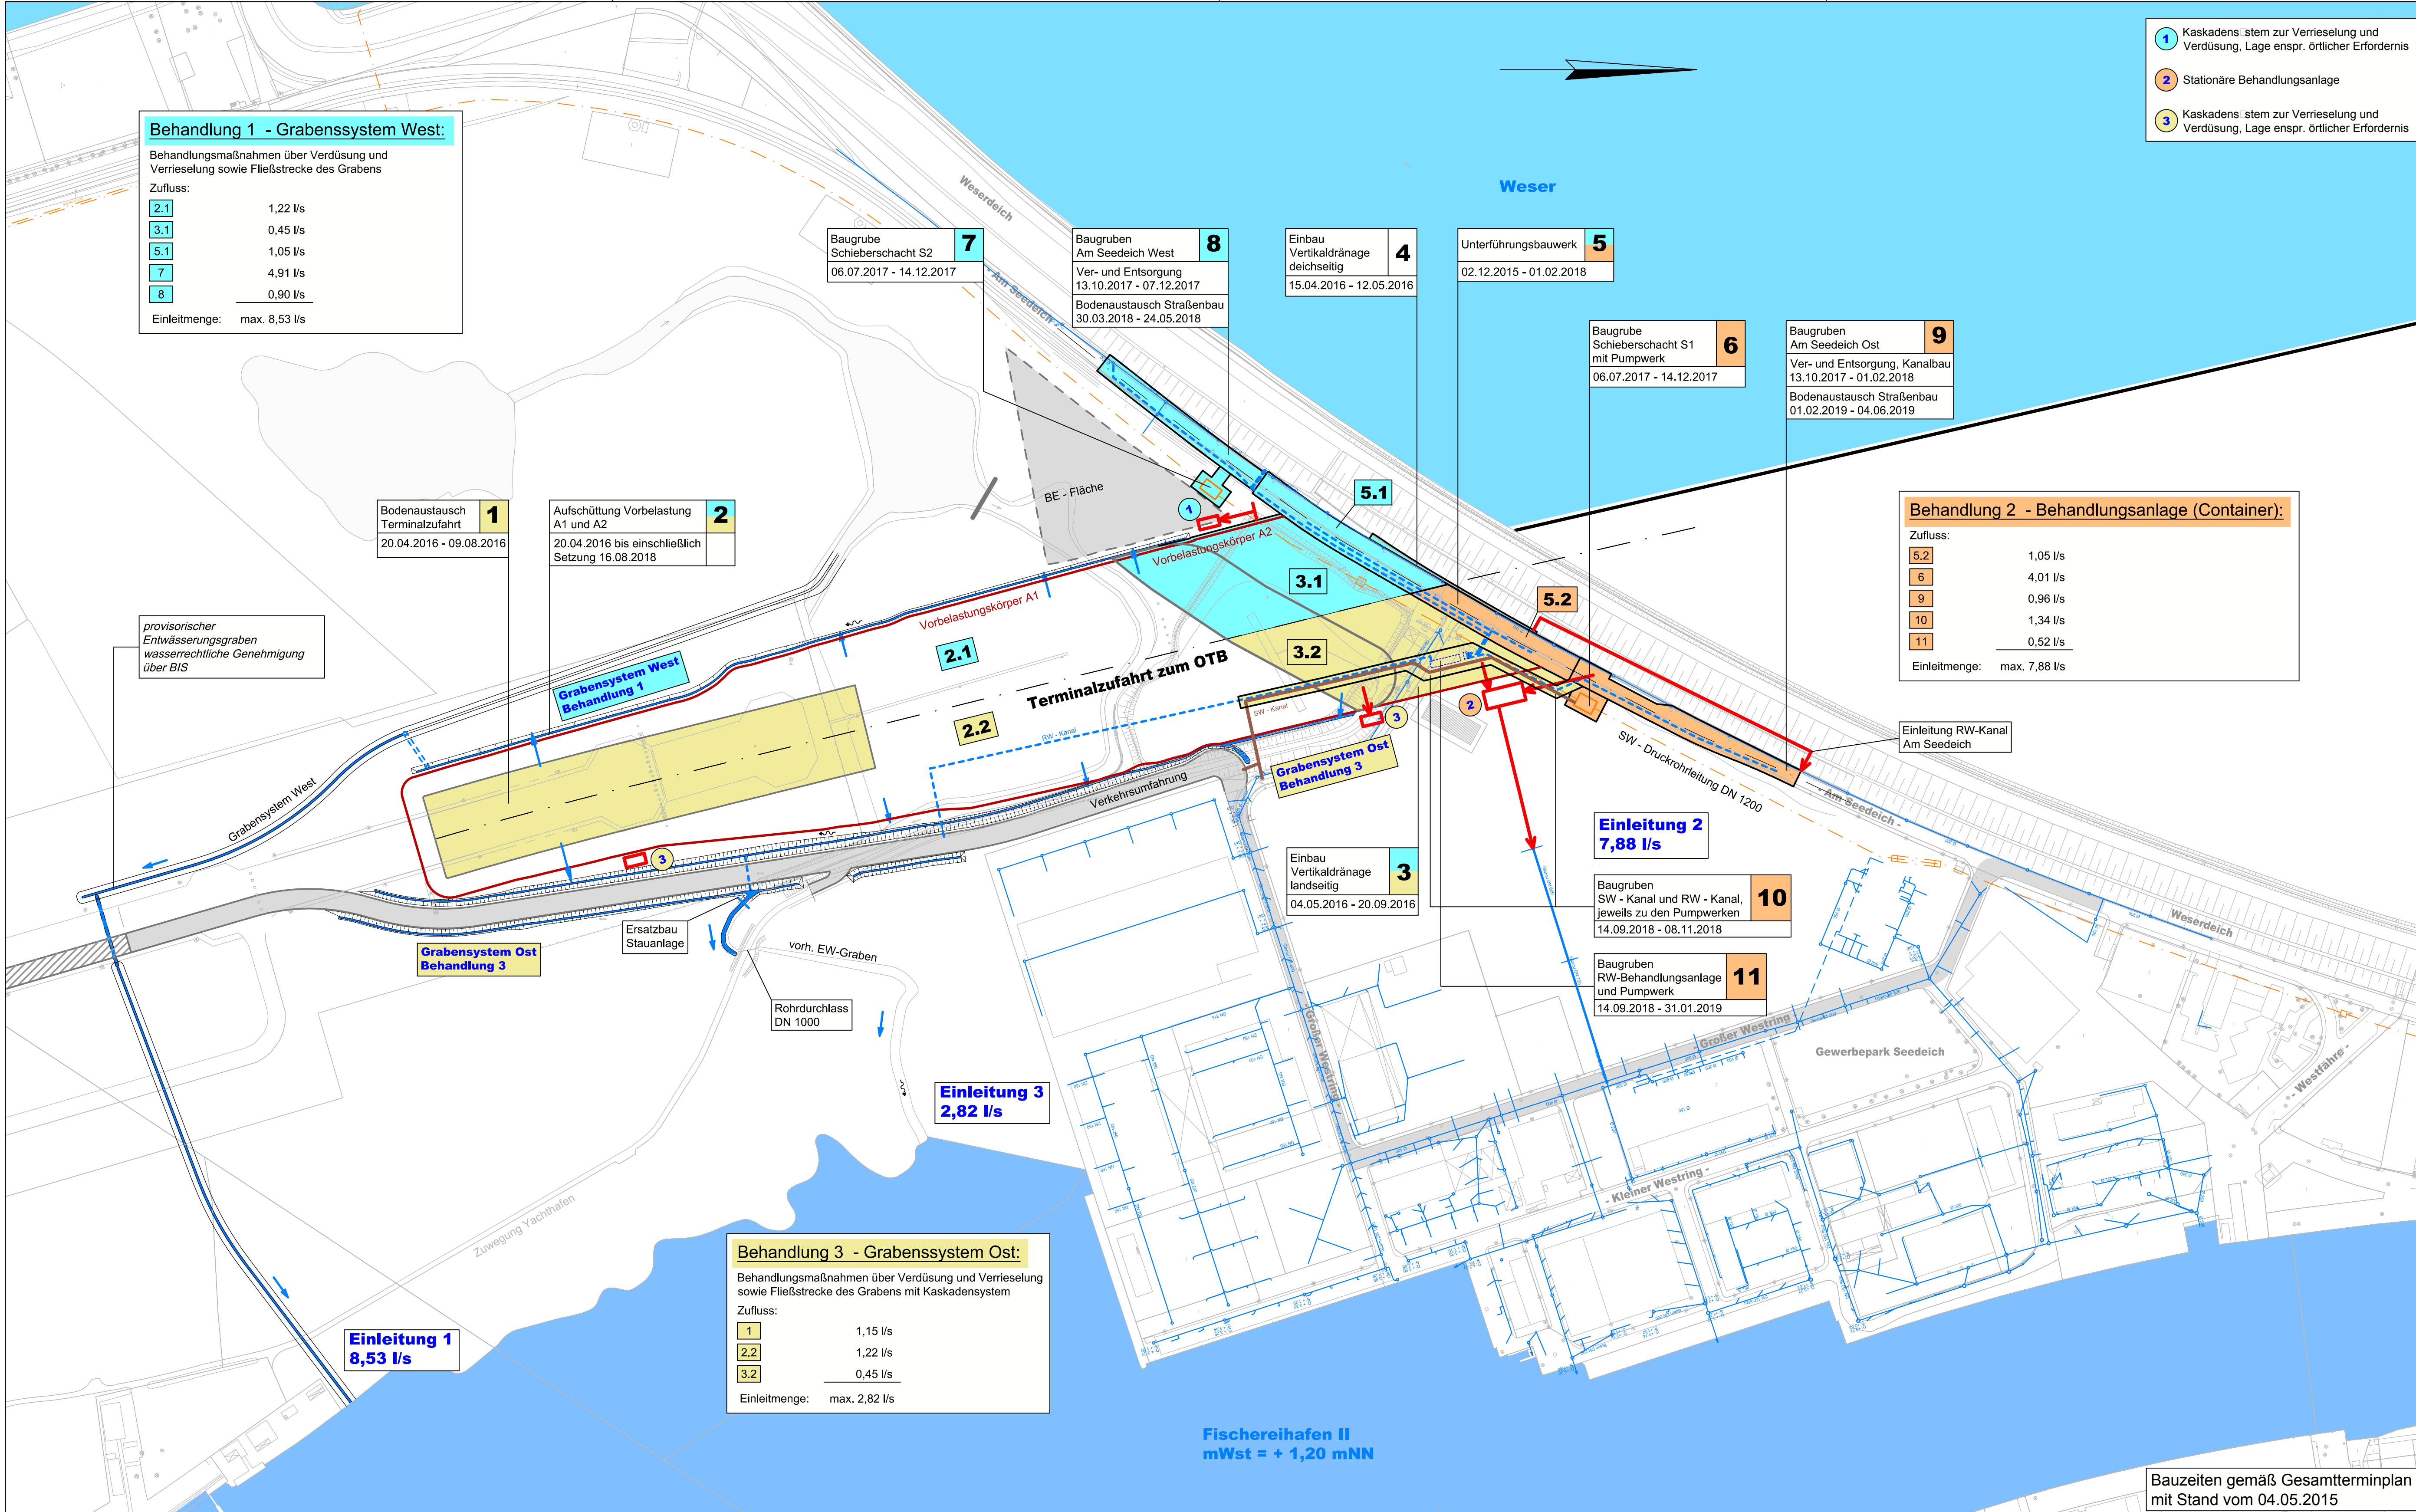 1 Kaskadens□stem zur Verrieselung und
Verdüsung, Lage enspr. örtlicher Erfordernis
2 Stationäre Behandlungsanlage
3 Kaskadens□stem zur Verrieselung und
Verdüsung, Lage enspr. örtlicher Erfordernis
Behandlung 1 - Grabenssystem West:
Behandlungsmaßnahmen über Verdüsung und
Verrieselung sowie Fließstrecke des Grabens
Zufluss:
2.1 1,22 l/s
3.1 0,45 l/s
5.1 1,05 l/s
7 4,91 l/s
8 0,90 l/s
Einleitmenge: max. 8,53 l/s
Weser
Weserdeich
- Am Seedeich -
Baugrube
Schieberschacht S2
7
06.07.2017 - 14.12.2017
Baugruben
Am Seedeich West
8
Ver- und Entsorgung
13.10.2017 - 07.12.2017
Bodenaustausch Straßenbau
30.03.2018 - 24.05.2018
Einbau
Vertikaldränage
deichseitig
4
15.04.2016 - 12.05.2016
Unterführungsbauwerk
5
02.12.2015 - 01.02.2018
Baugrube
Schieberschacht S1
mit Pumpwerk
6
06.07.2017 - 14.12.2017
Baugruben
Am Seedeich Ost
9
Ver- und Entsorgung, Kanalbau
13.10.2017 - 01.02.2018
Bodenaustausch Straßenbau
01.02.2019 - 04.06.2019
Bodenaustausch
Terminalzufahrt
1
20.04.2016 - 09.08.2016
Aufschüttung Vorbelastung
A1 und A2
2
20.04.2016 bis einschließlich
Setzung 16.08.2018
BE - Fläche
1
5.1
Behandlung 2 - Behandlungsanlage (Container):
Zufluss:
5.2 1,05 l/s
6 4,01 l/s
9 0,96 l/s
10 1,34 l/s
11 0,52 l/s
Einleitmenge: max. 7,88 l/s
Vorbelastungskörper A2
3.1
5.2
Vorbelastungskörper A1
provisorischer
Entwässerungsgraben
wasserrechtliche Genehmigung
über BIS
2.1
3.2
Terminalzufahrt zum OTB
Grabensystem West
Behandlung 1
2.2
RW - Kanal
SW - Kanal
3
2
Grabensystem Ost
Behandlung 3
Einleitung RW-Kanal
Am Seedeich
SW - Druckrohrleitung DN 1200
- Am Seedeich -
Grabensystem West
Verkehrsumfahrung
3
Einleitung 2
7,88 l/s
Einbau
Vertikaldränage
landseitig
3
04.05.2016 - 20.09.2016
Baugruben
SW - Kanal und RW - Kanal,
jeweils zu den Pumpwerken
10
14.09.2018 - 08.11.2018
Weserdeich
Ersatzbau
Stauanlage
Grabensystem Ost
Behandlung 3
vorh. EW-Graben
Baugruben
RW-Behandlungsanlage
und Pumpwerk
11
14.09.2018 - 31.01.2019
Rohrdurchlass
DN 1000
- Großer Westring -
- Großer Westring -
Gewerbepark Seedeich
- Westfähre -
Einleitung 3
2,82 l/s
- Kleiner Westring -
Zuwegung Yachthafen
Behandlung 3 - Grabenssystem Ost:
Behandlungsmaßnahmen über Verdüsung und Verrieselung
sowie Fließstrecke des Grabens mit Kaskadensystem
Zufluss:
1 1,15 l/s
2.2 1,22 l/s
3.2 0,45 l/s
Einleitmenge: max. 2,82 l/s
Einleitung 1
8,53 l/s
Fischereihafen II
mWst = + 1,20 mNN
Bauzeiten gemäß Gesamtterminplan
mit Stand vom 04.05.2015